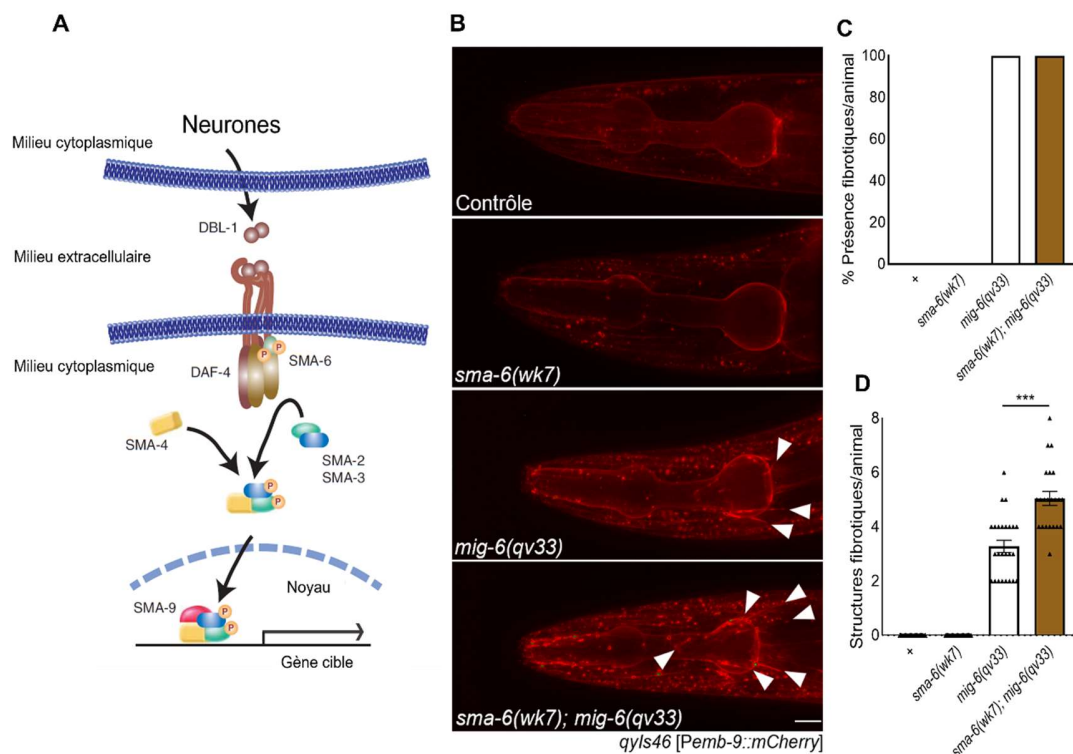 A
Neurones
Milieu cytoplasmique
DBL-1
Milieu extracellulaire
Milieu cytoplasmique
DAF-4
P
P
SMA-6
SMA-4
SMA-2
SMA-3
P
P
Noyau
SMA-9
P
P
Gène cible
B
Contrôle
sma-6(wk7)
mig-6(qv33)
sma-6(wk7); mig-6(qv33)
qyIs46 [Pemb-9::mCherry]
C
% Présence fibrotiques/animal
100
80
60
40
20
0
+
sma-6(wk7)
mig-6(qv33)
sma-6(wk7); mig-6(qv33)
D
Structures fibrotiques/animal
8
6
4
2
0
***
+
sma-6(wk7)
mig-6(qv33)
sma-6(wk7); mig-6(qv33)